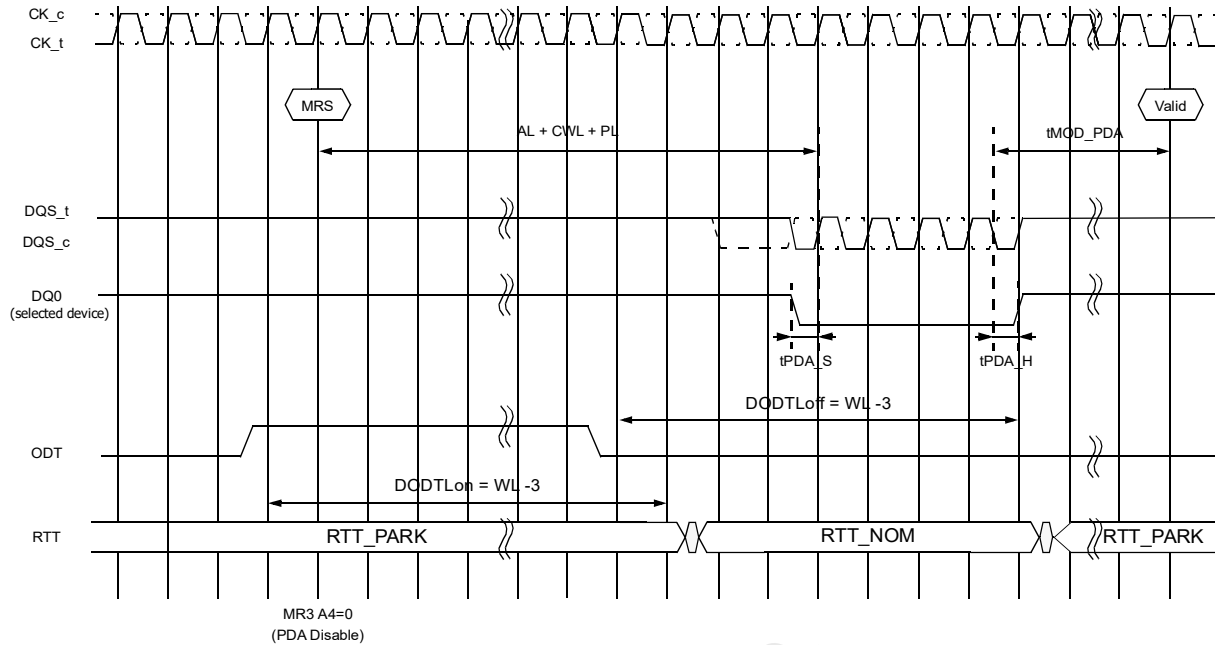 CK_c
CK_t
MRS
Valid
AL + CWL + PL
tMOD_PDA
DQS_t
DQS_c
DQ0
(selected device)
tPDA_S
tPDA_H
DODTLoff = WL -3
ODT
DODTLon = WL -3
RTT
RTT_PARK
RTT_NOM
RTT_PARK
MR3 A4=0
(PDA Disable)